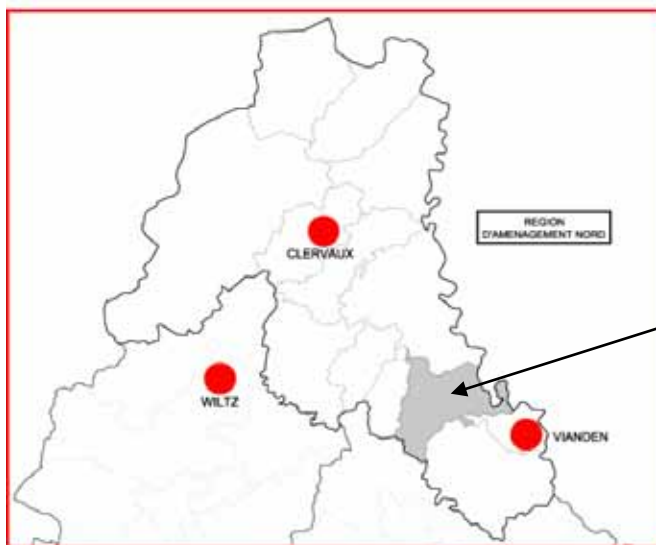 CLERVAUX
REGION
D'AMENAGEMENT NORD
WILTZ
VIANDEN